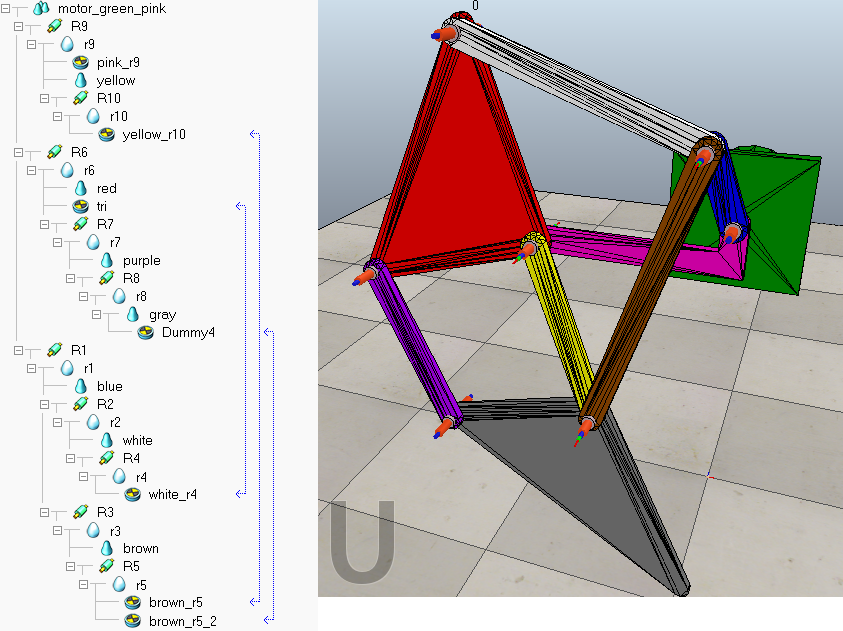 motor_green_pink
R9
r9
pink_r9
yellow
R10
r10
yellow_r10
R6
r6
red
tri
R7
r7
purple
R8
r8
gray
Dummy4
R1
r1
blue
R2
r2
white
R4
r4
white_r4
R3
r3
brown
R5
r5
brown_r5
brown_r5_2
0
U